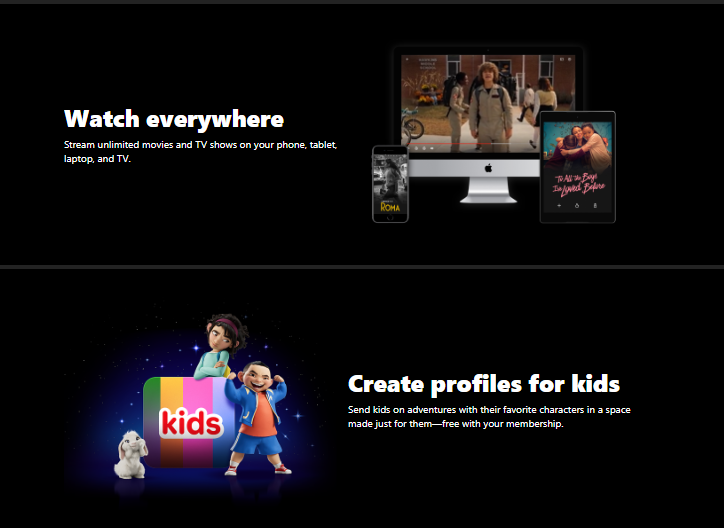 Watch everywhere
Stream unlimited movies and TV shows on your phone, tablet,
laptop, and TV.
ROMA
To All the Boys
I've Loved Before
Create profiles for kids
Send kids on adventures with their favorite characters in a space
made just for them—free with your membership.
kids